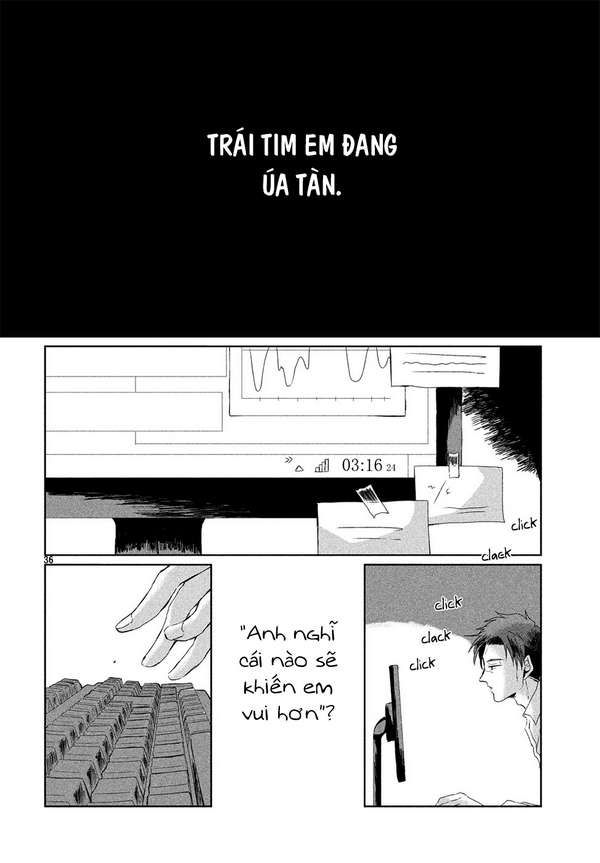 TRÁI TIM EM ĐANG
ÚA TÀN.
03:16 24
click
clack
36
"Anh nghĩ
cái nào sẽ
khiến em
vui hơn"?
click
clack
click